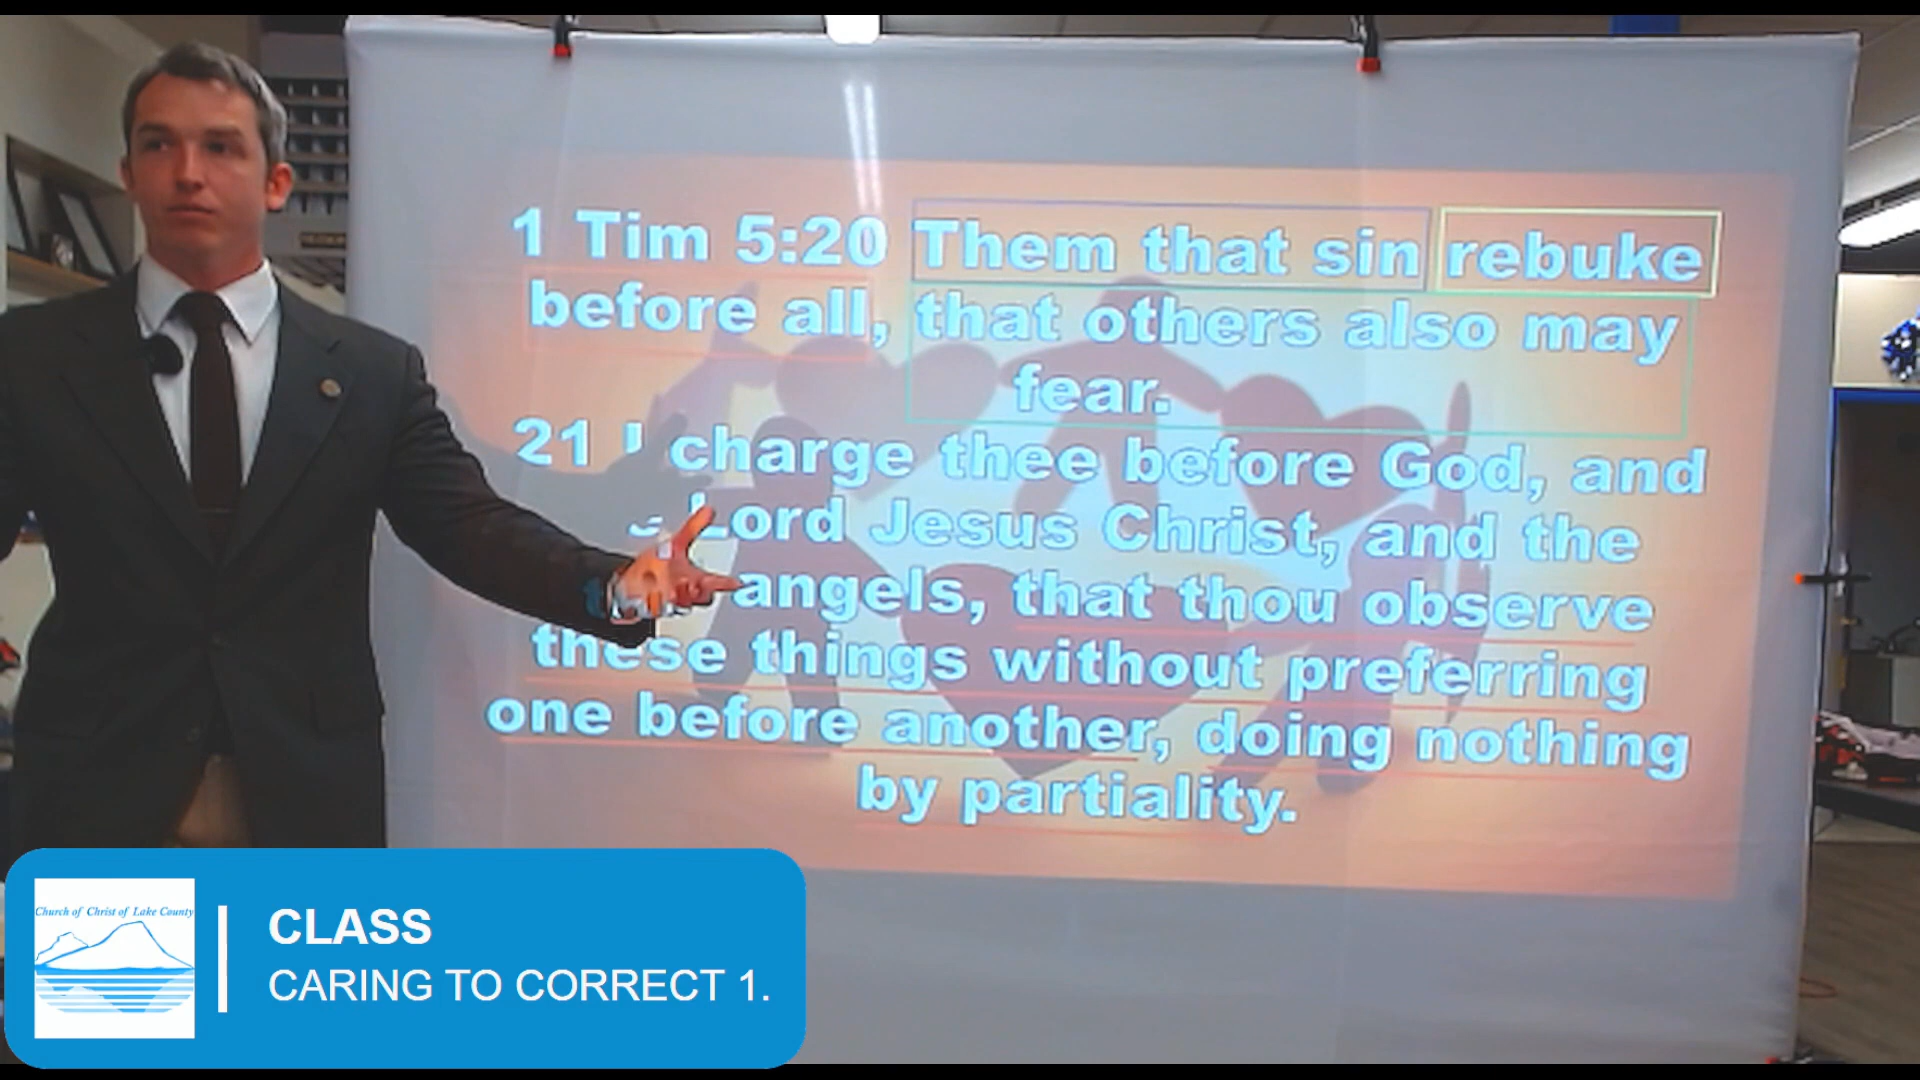 1 Tim 5:20 Them that sin rebuke
before all, that others also may
fear.
21 I charge thee before God, and
Lord Jesus Christ, and the
angels, that thou observe
these things without preferring
one before another, doing nothing
by partiality.
Church of Christ of Lake County
CLASS
CARING TO CORRECT 1.